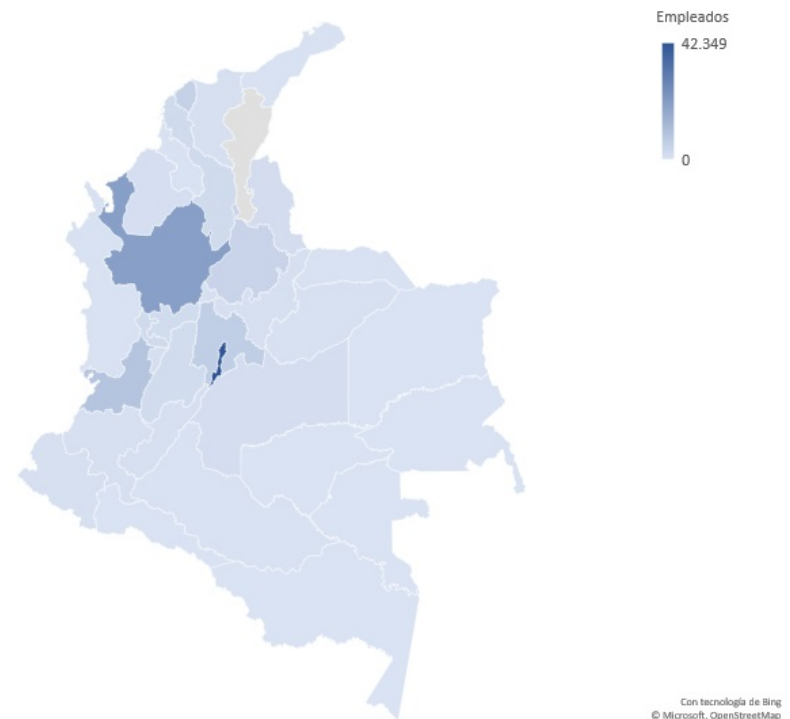 Empleados
42.349
0
Con tecnología de Bing
© Microsoft, OpenStreetMap